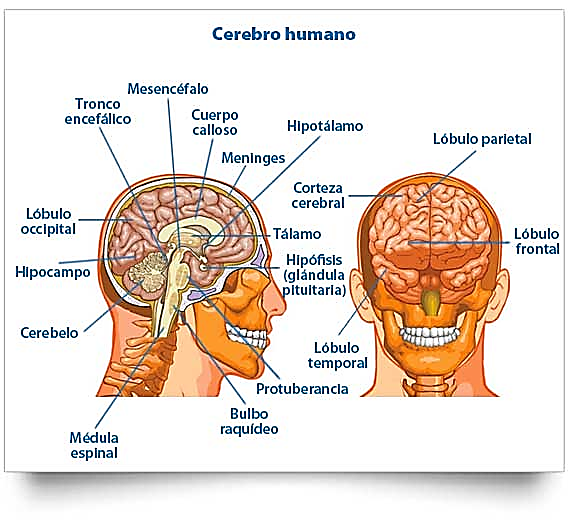 Cerebro humano
Mesencéfalo
Tronco
encefálico
Cuerpo
calloso
Hipotálamo
Meninges
Lóbulo parietal
Corteza
cerebral
Lóbulo
occipital
Tálamo
Lóbulo
frontal
Hipocampo
Hipófisis
(glándula
pituitaria)
Cerebelo
Lóbulo
temporal
Protuberancia
Bulbo
raquídeo
Médula
espinal